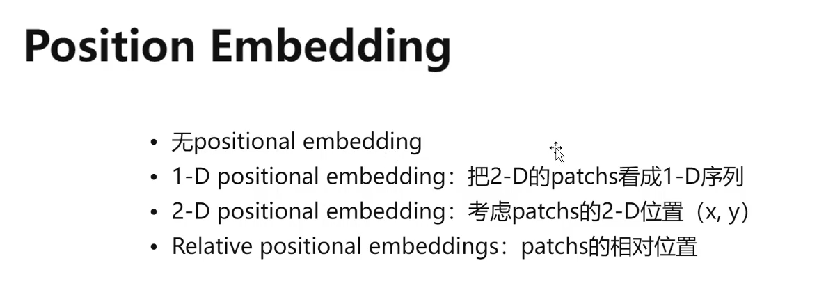 Position Embedding
• 无positional embedding
• 1-D positional embedding：把2-D的patchs看成1-D序列
• 2-D positional embedding：考虑patchs的2-D位置（x, y）
• Relative positional embeddings：patchs的相对位置